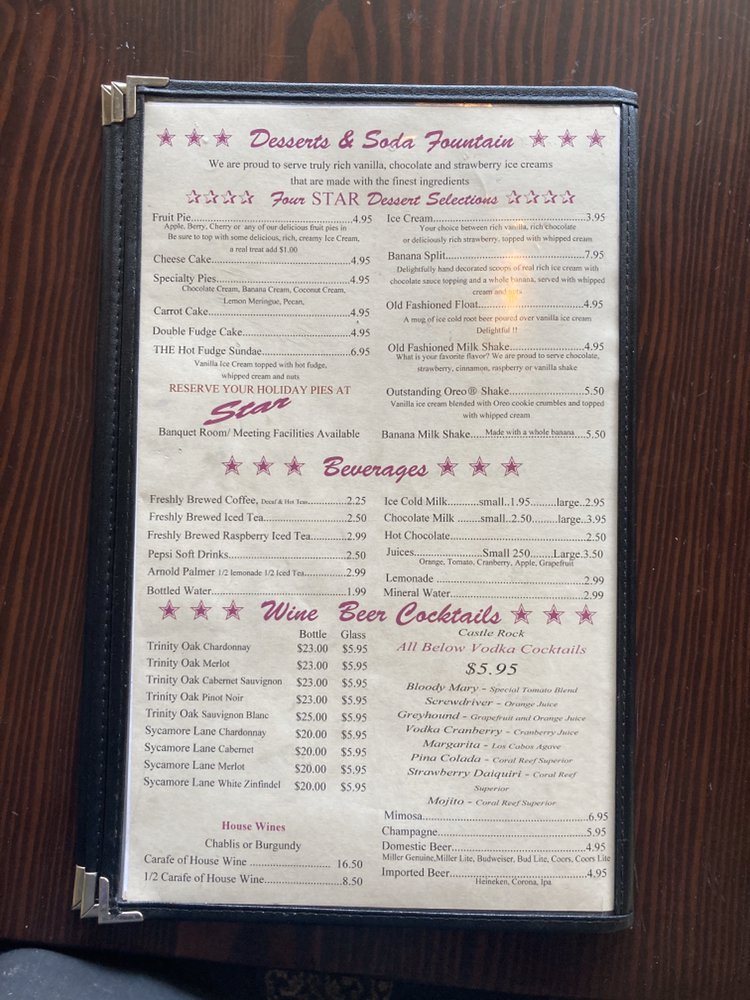 Desserts & Soda Fountain
We are proud to serve truly rich vanilla, chocolate and strawberry ice creams
that are made with the finest ingredients
Four STAR Dessert Selections
Fruit Pie...4.95
Apple, Berry, Cherry or any of our delicious fruit pies in
Be sure to top with some delicious, rich, creamy Ice Cream,
a real treat add $1.00
Cheese Cake...4.95
Specialty Pies...4.95
Chocolate Cream, Banana Cream, Coconut Cream,
Lemon Meringue, Pecan,
Carrot Cake...4.95
Double Fudge Cake...4.95
THE Hot Fudge Sundae...6.95
Vanilla Ice Cream topped with hot fudge,
whipped cream and nuts
RESERVE YOUR HOLIDAY PIES AT
Star
Banquet Room/ Meeting Facilities Available
Ice Cream...3.95
Your choice between rich vanilla, rich chocolate
or deliciously rich strawberry, topped with whipped cream
Banana Split...7.95
Delightfully hand decorated scoops of real rich ice cream with
chocolate sauce topping and a whole banana, served with whipped
cream and nuts
Old Fashioned Float...4.95
A mug of ice cold root beer poured over vanilla ice cream
Delightful !!
Old Fashioned Milk Shake...4.95
What is your favorite flavor? We are proud to serve chocolate,
strawberry, cinnamon, raspberry or vanilla shake
Outstanding Oreo® Shake...5.50
Vanilla ice cream blended with Oreo cookie crumbles and topped
with whipped cream
Banana Milk Shake...Made with a whole banana...5.50
Beverages
Freshly Brewed Coffee, Decaf & Hot Teas...2.25
Freshly Brewed Iced Tea...2.50
Freshly Brewed Raspberry Iced Tea...2.99
Pepsi Soft Drinks...2.50
Arnold Palmer 1/2 lemonade 1/2 Iced Tea...2.99
Bottled Water...1.99
Ice Cold Milk...small..1.95...large..2.95
Chocolate Milk ...small..2.50...large..3.95
Hot Chocolate...2.50
Juices...Small 250...Large.3.50
Orange, Tomato, Cranberry, Apple, Grapefruit
Lemonade ...2.99
Mineral Water...2.99
Wine Beer Cocktails
Bottle Glass
Trinity Oak Chardonnay $23.00 $5.95
Trinity Oak Merlot $23.00 $5.95
Trinity Oak Cabernet Sauvignon $23.00 $5.95
Trinity Oak Pinot Noir $23.00 $5.95
Trinity Oak Sauvignon Blanc $25.00 $5.95
Sycamore Lane Chardonnay $20.00 $5.95
Sycamore Lane Cabernet $20.00 $5.95
Sycamore Lane Merlot $20.00 $5.95
Sycamore Lane White Zinfindel $20.00 $5.95
House Wines
Chablis or Burgundy
Carafe of House Wine ... 16.50
1/2 Carafe of House Wine...8.50
Castle Rock
All Below Vodka Cocktails
$5.95
Bloody Mary - Special Tomato Blend
Screwdriver - Orange Juice
Greyhound - Grapefruit and Orange Juice
Vodka Cranberry - Cranberry Juice
Margarita - Los Cabos Agave
Pina Colada - Coral Reef Superior
Strawberry Daiquiri - Coral Reef
Superior
Mojito - Coral Reef Superior
Mimosa...6.95
Champagne...5.95
Domestic Beer...4.95
Miller Genuine,Miller Lite, Budweiser, Bud Lite, Coors, Coors Lite
Imported Beer...4.95
Heineken, Corona, Ipa